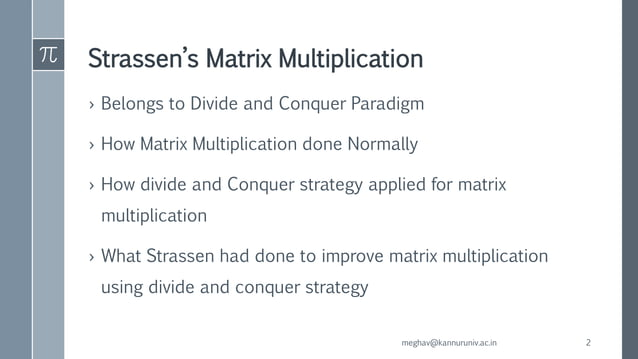 π
Strassen's Matrix Multiplication
› Belongs to Divide and Conquer Paradigm
› How Matrix Multiplication done Normally
› How divide and Conquer strategy applied for matrix
multiplication
› What Strassen had done to improve matrix multiplication
using divide and conquer strategy
meghav@kannuruniv.ac.in 2